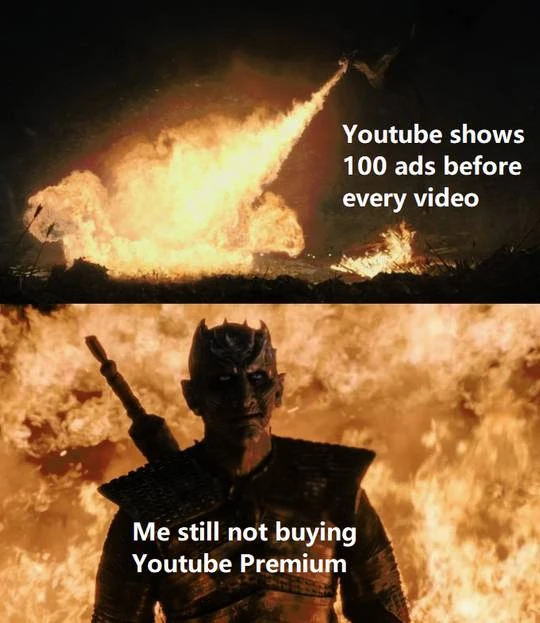 Youtube shows
100 ads before
every video
Me still not buying
Youtube Premium